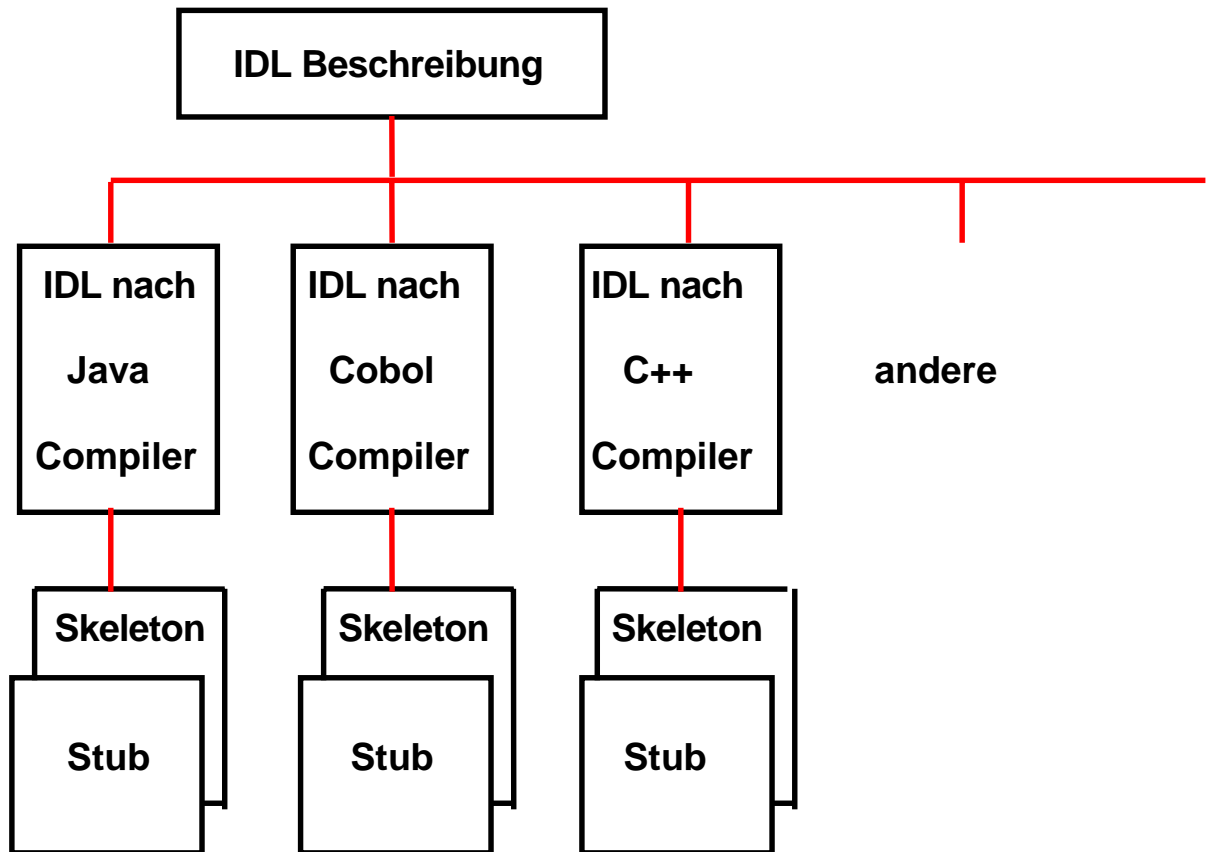 IDL Beschreibung
IDL nach
Java
Compiler
IDL nach
Cobol
Compiler
IDL nach
C++
Compiler
andere
Skeleton
Stub
Skeleton
Stub
Skeleton
Stub